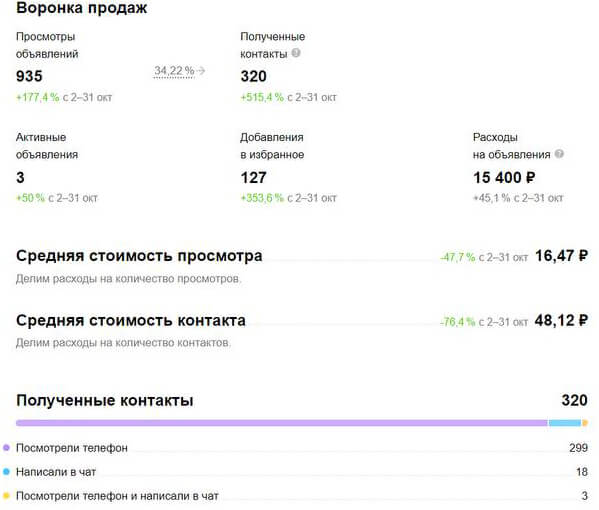 Воронка продаж
Просмотры
объявлений
935
+177,4 % с 2–31 окт
34,22 % →
Полученные
контакты ?
320
+515,4 % с 2–31 окт
Активные
объявления
3
+50 % с 2–31 окт
Добавления
в избранное
127
+353,6 % с 2–31 окт
Расходы
на объявления ?
15 400 ₽
+45,1 % с 2–31 окт
Средняя стоимость просмотра -47,7 % с 2–31 окт 16,47 ₽
Делим расходы на количество просмотров.
Средняя стоимость контакта -76,4 % с 2–31 окт 48,12 ₽
Делим расходы на количество контактов.
Полученные контакты 320
Посмотрели телефон 299
Написали в чат 18
Посмотрели телефон и написали в чат 3